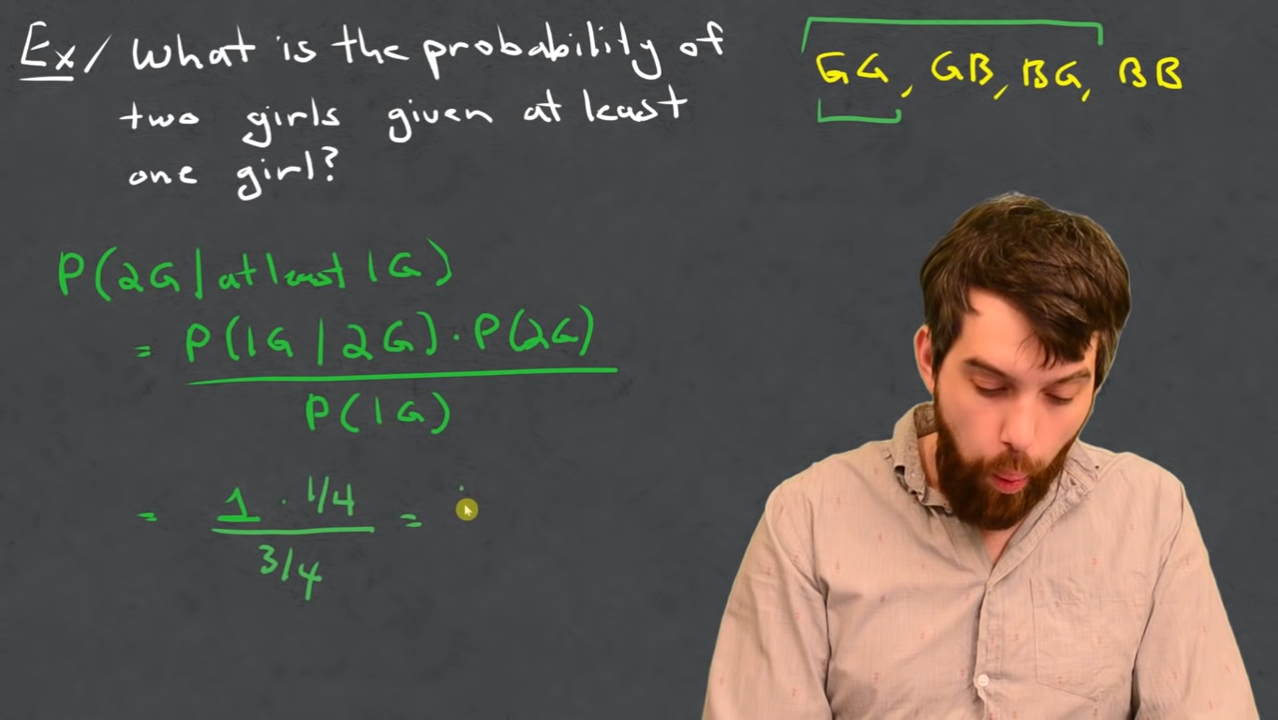 Ex/ What is the probability of
two girls given at least
one girl?
GG, GB, BG, BB
P(2G | at least 1G)
= P(1G | 2G) · P(2G)
P(1G)
= 1 · 1/4 =
3/4